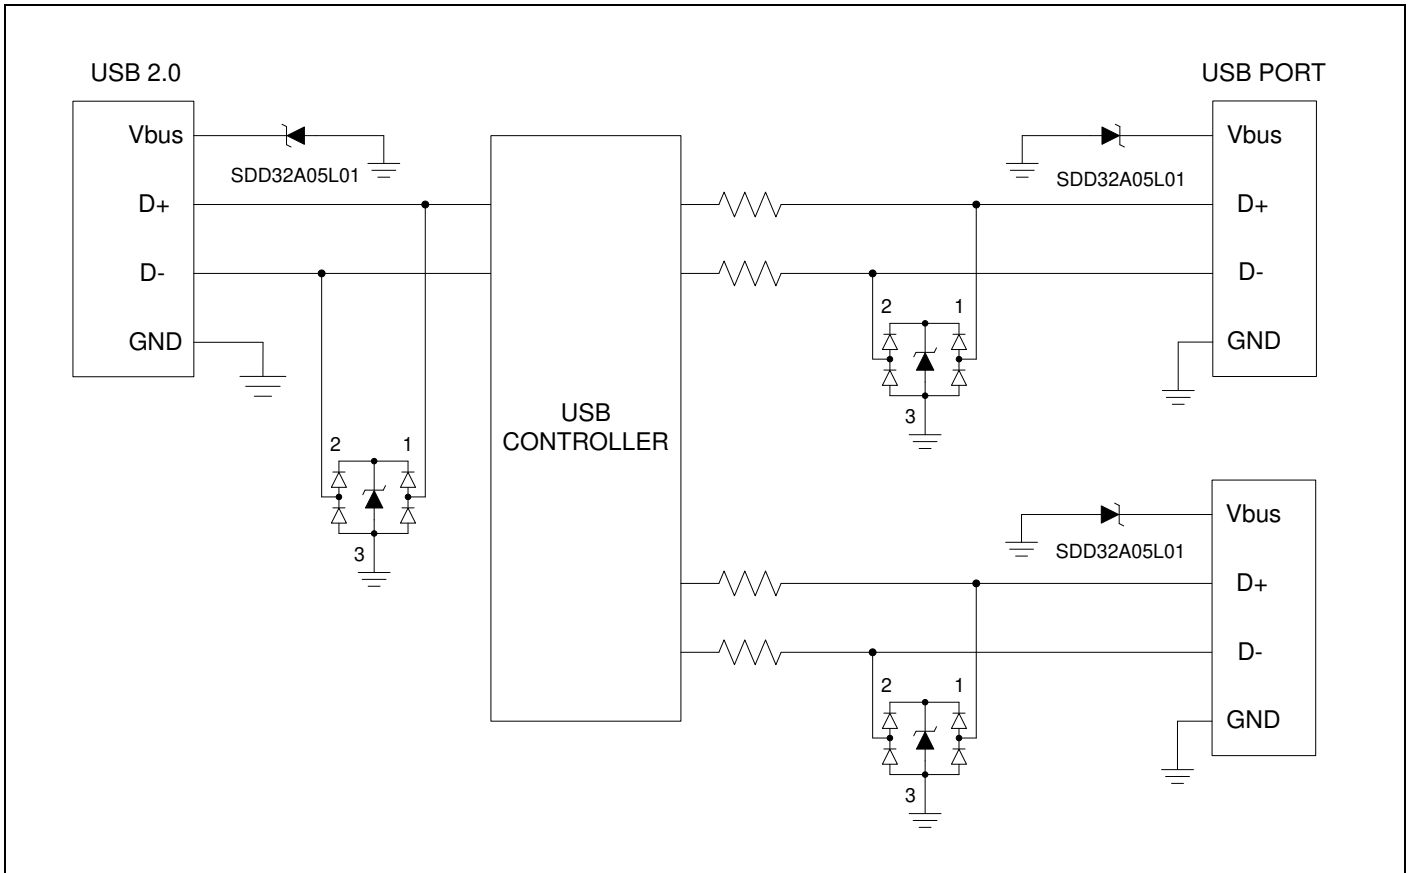 USB 2.0
Vbus
SDD32A05L01
D+
D-
GND
2
1
3
USB
CONTROLLER
USB PORT
Vbus
SDD32A05L01
D+
D-
GND
2
1
3
Vbus
SDD32A05L01
D+
D-
GND
2
1
3